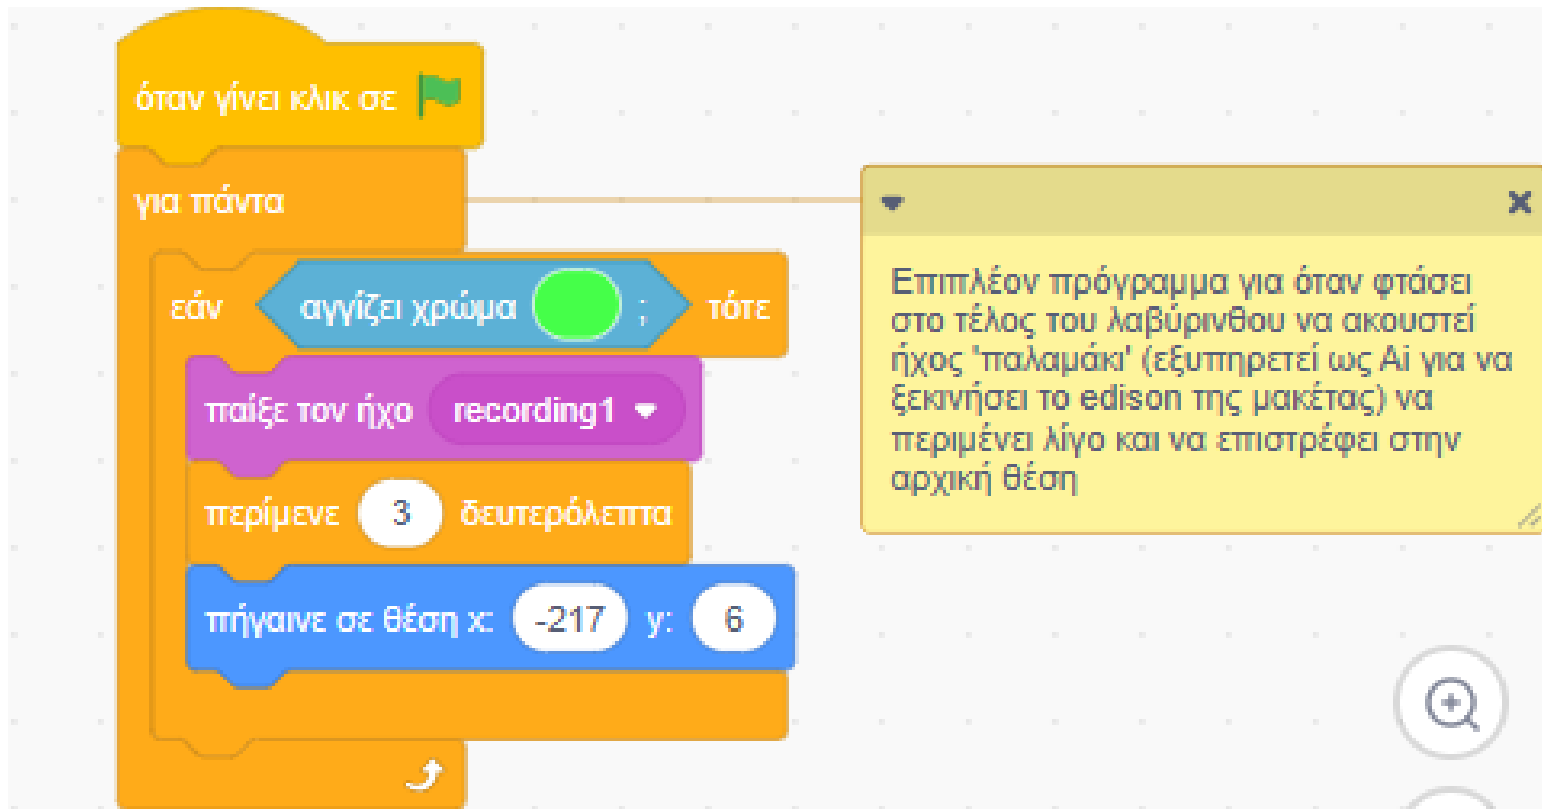 όταν γίνει κλικ σε
για πάντα
εάν αγγίζει χρώμα ; τότε
παίξε τον ήχο recording1
περίμενε 3 δευτερόλεπτα
πήγαινε σε θέση x: -217 y: 6
Επιπλέον πρόγραμμα για όταν φτάσει
στο τέλος του λαβύρινθου να ακουστεί
ήχος 'παλαμάκι' (εξυπηρετεί ως Ai για να
ξεκινήσει το edison της μακέτας) να
περιμένει λίγο και να επιστρέφει στην
αρχική θέση